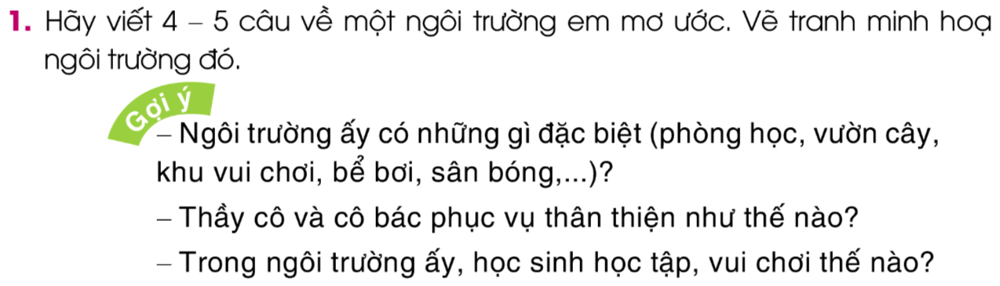 1. Hãy viết 4 – 5 câu về một ngôi trường em mơ ước. Vẽ tranh minh hoạ
ngôi trường đó.
Gợi ý
– Ngôi trường ấy có những gì đặc biệt (phòng học, vườn cây,
khu vui chơi, bể bơi, sân bóng,...)?
– Thầy cô và cô bác phục vụ thân thiện như thế nào?
– Trong ngôi trường ấy, học sinh học tập, vui chơi thế nào?